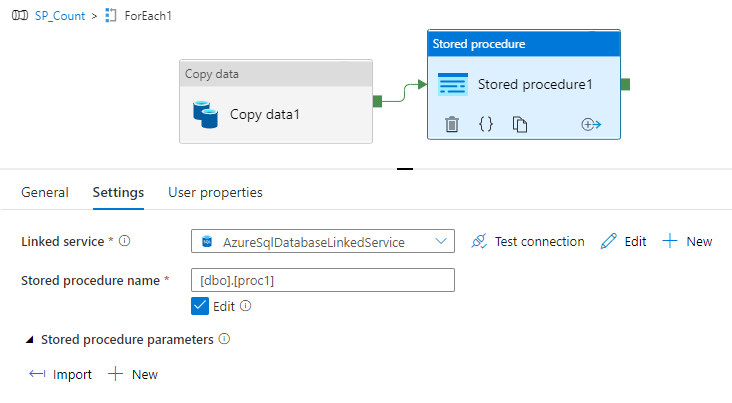 SP_Count > ForEach1
Stored procedure
Copy data
Stored procedure1
Copy data1
{}
General Settings User properties
Linked service * AzureSqlDatabaseLinkedService Test connection Edit New
Stored procedure name * [dbo].[proc1]
Edit
Stored procedure parameters
Import New